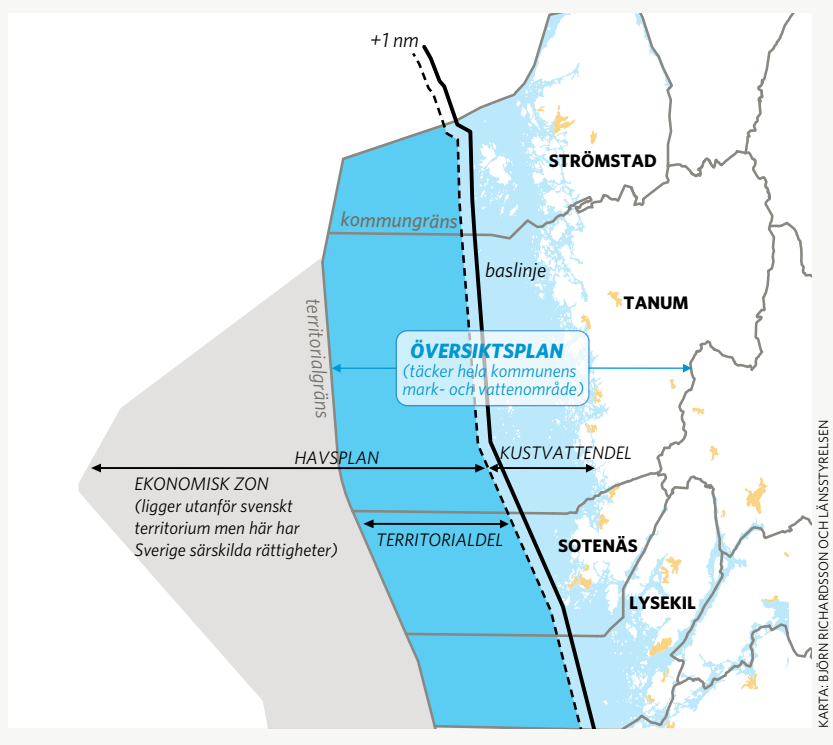 +1 nm
STRÖMSTAD
kommungräns
baslinje
territorialgräns
TANUM
ÖVERSIKTSPLAN
(täcker hela kommunens
mark- och vattenområde)
HAVSPLAN
KUSTVATTENDEL
EKONOMISK ZON
(ligger utanför svenskt
territorium men här har
Sverige särskilda rättigheter)
TERRITORIALDEL
SOTENÄS
LYSEKIL
KARTA: BJÖRN RICHARDSSON OCH LÄNSSTYRELSEN